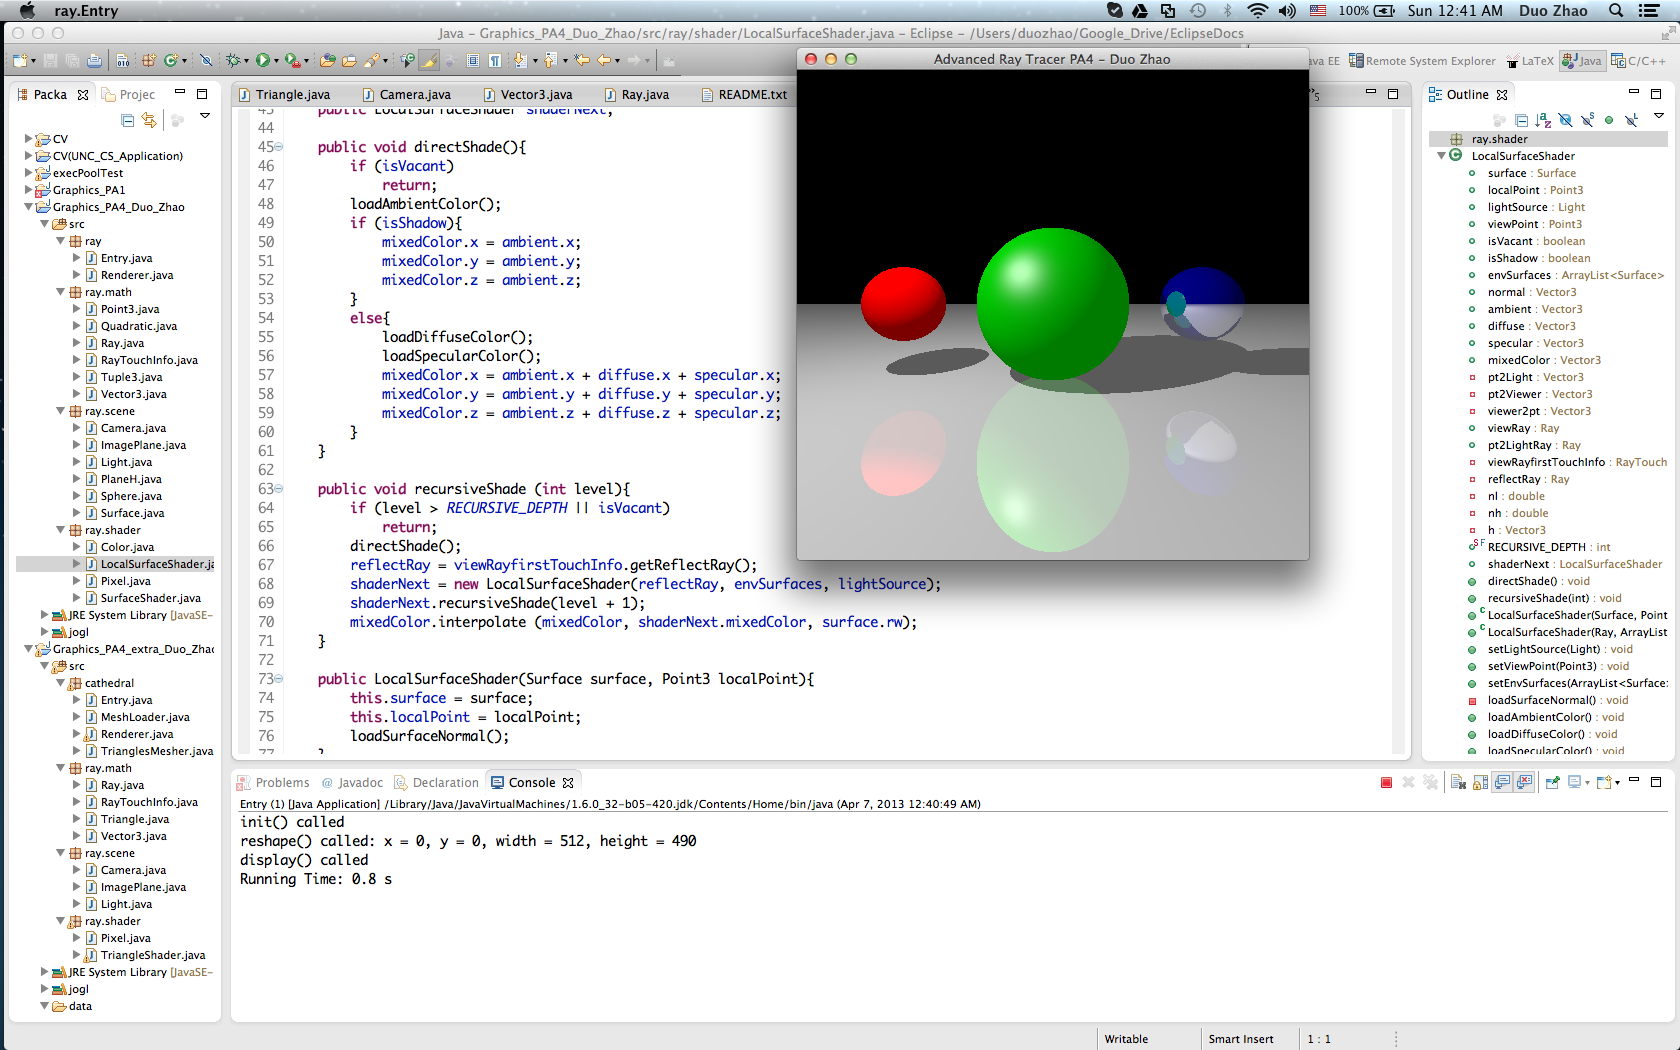 ray.Entry
100%
Sun 12:41 AM
Duo Zhao
Java - Graphics_PA4_Duo_Zhao/src/ray/shader/LocalSurfaceShader.java - Eclipse - /Users/duozhao/Google_Drive/EclipseDocs
Advanced Ray Tracer PA4 - Duo Zhao
ava EE
Remote System Explorer
LaTeX
Java
C/C++
Packa
Projec
CV
CV(UNC_CS_Application)
execPoolTest
Graphics_PA1
Graphics_PA4_Duo_Zhao
src
ray
Entry.java
Renderer.java
ray.math
Point3.java
Quadratic.java
Ray.java
RayTouchInfo.java
Tuple3.java
Vector3.java
ray.scene
Camera.java
ImagePlane.java
Light.java
PlaneH.java
Sphere.java
Surface.java
ray.shader
Color.java
LocalSurfaceShader.ja
Pixel.java
SurfaceShader.java
JRE System Library [JavaSE-
jogl
Graphics_PA4_extra_Duo_Zhao
src
cathedral
Entry.java
MeshLoader.java
Renderer.java
TrianglesMesher.java
ray.math
Ray.java
RayTouchInfo.java
Triangle.java
Vector3.java
ray.scene
Camera.java
ImagePlane.java
Light.java
ray.shader
Pixel.java
TriangleShader.java
JRE System Library [JavaSE-
jogl
data
Triangle.java
Camera.java
Vector3.java
Ray.java
README.txt
»5
43 public LocalSurfaceShader shaderNext;
44
45 public void directShade(){
46 if (isVacant)
47 return;
48 loadAmbientColor();
49 if (isShadow){
50 mixedColor.x = ambient.x;
51 mixedColor.y = ambient.y;
52 mixedColor.z = ambient.z;
53 }
54 else{
55 loadDiffuseColor();
56 loadSpecularColor();
57 mixedColor.x = ambient.x + diffuse.x + specular.x;
58 mixedColor.y = ambient.y + diffuse.y + specular.y;
59 mixedColor.z = ambient.z + diffuse.z + specular.z;
60 }
61 }
62
63 public void recursiveShade (int level){
64 if (level > RECURSIVE_DEPTH || isVacant)
65 return;
66 directShade();
67 reflectRay = viewRayfirstTouchInfo.getReflectRay();
68 shaderNext = new LocalSurfaceShader(reflectRay, envSurfaces, lightSource);
69 shaderNext.recursiveShade(level + 1);
70 mixedColor.interpolate (mixedColor, shaderNext.mixedColor, surface.rw);
71 }
72
73 public LocalSurfaceShader(Surface surface, Point3 localPoint){
74 this.surface = surface;
75 this.localPoint = localPoint;
76 loadSurfaceNormal();
77 }
Outline
ray.shader
LocalSurfaceShader
surface : Surface
localPoint : Point3
lightSource : Light
viewPoint : Point3
isVacant : boolean
isShadow : boolean
envSurfaces : ArrayList<Surface>
normal : Vector3
ambient : Vector3
diffuse : Vector3
specular : Vector3
mixedColor : Vector3
pt2Light : Vector3
pt2Viewer : Vector3
viewer2pt : Vector3
viewRay : Ray
pt2LightRay : Ray
viewRayfirstTouchInfo : RayTouch
reflectRay : Ray
nl : double
nh : double
h : Vector3
RECURSIVE_DEPTH : int
shaderNext : LocalSurfaceShader
directShade() : void
recursiveShade(int) : void
LocalSurfaceShader(Surface, Point
LocalSurfaceShader(Ray, ArrayList
setLightSource(Light) : void
setViewPoint(Point3) : void
setEnvSurfaces(ArrayList<Surface>
loadSurfaceNormal() : void
loadAmbientColor() : void
loadDiffuseColor() : void
loadSpecularColor() : void
Problems
Javadoc
Declaration
Console
Entry (1) [Java Application] /Library/Java/JavaVirtualMachines/1.6.0_32-b05-420.jdk/Contents/Home/bin/java (Apr 7, 2013 12:40:49 AM)
init() called
reshape() called: x = 0, y = 0, width = 512, height = 490
display() called
Running Time: 0.8 s
Writable
Smart Insert
1 : 1